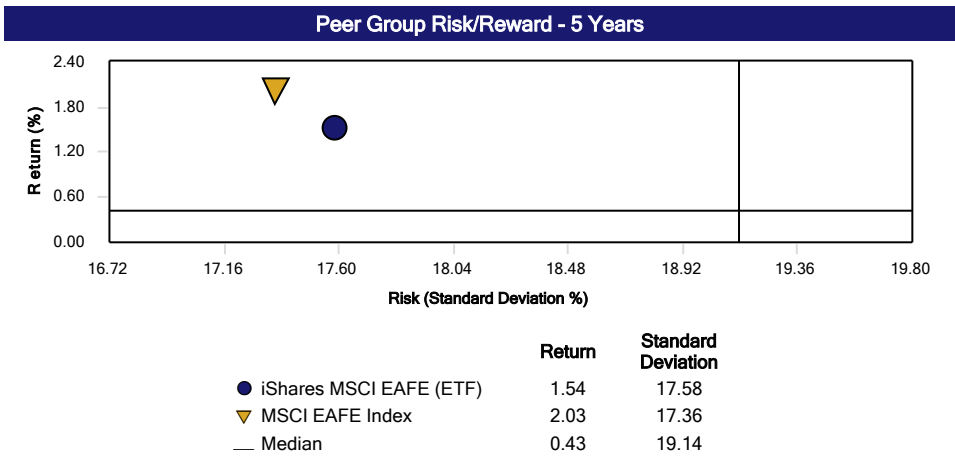 Peer Group Risk/Reward - 5 Years
2.40
1.80
1.20
0.60
0.00
R eturn (%)
16.72 17.16 17.60 18.04 18.48 18.92 19.36 19.80
Risk (Standard Deviation %)
Return Standard Deviation
iShares MSCI EAFE (ETF) 1.54 17.58
MSCI EAFE Index 2.03 17.36
Median 0.43 19.14